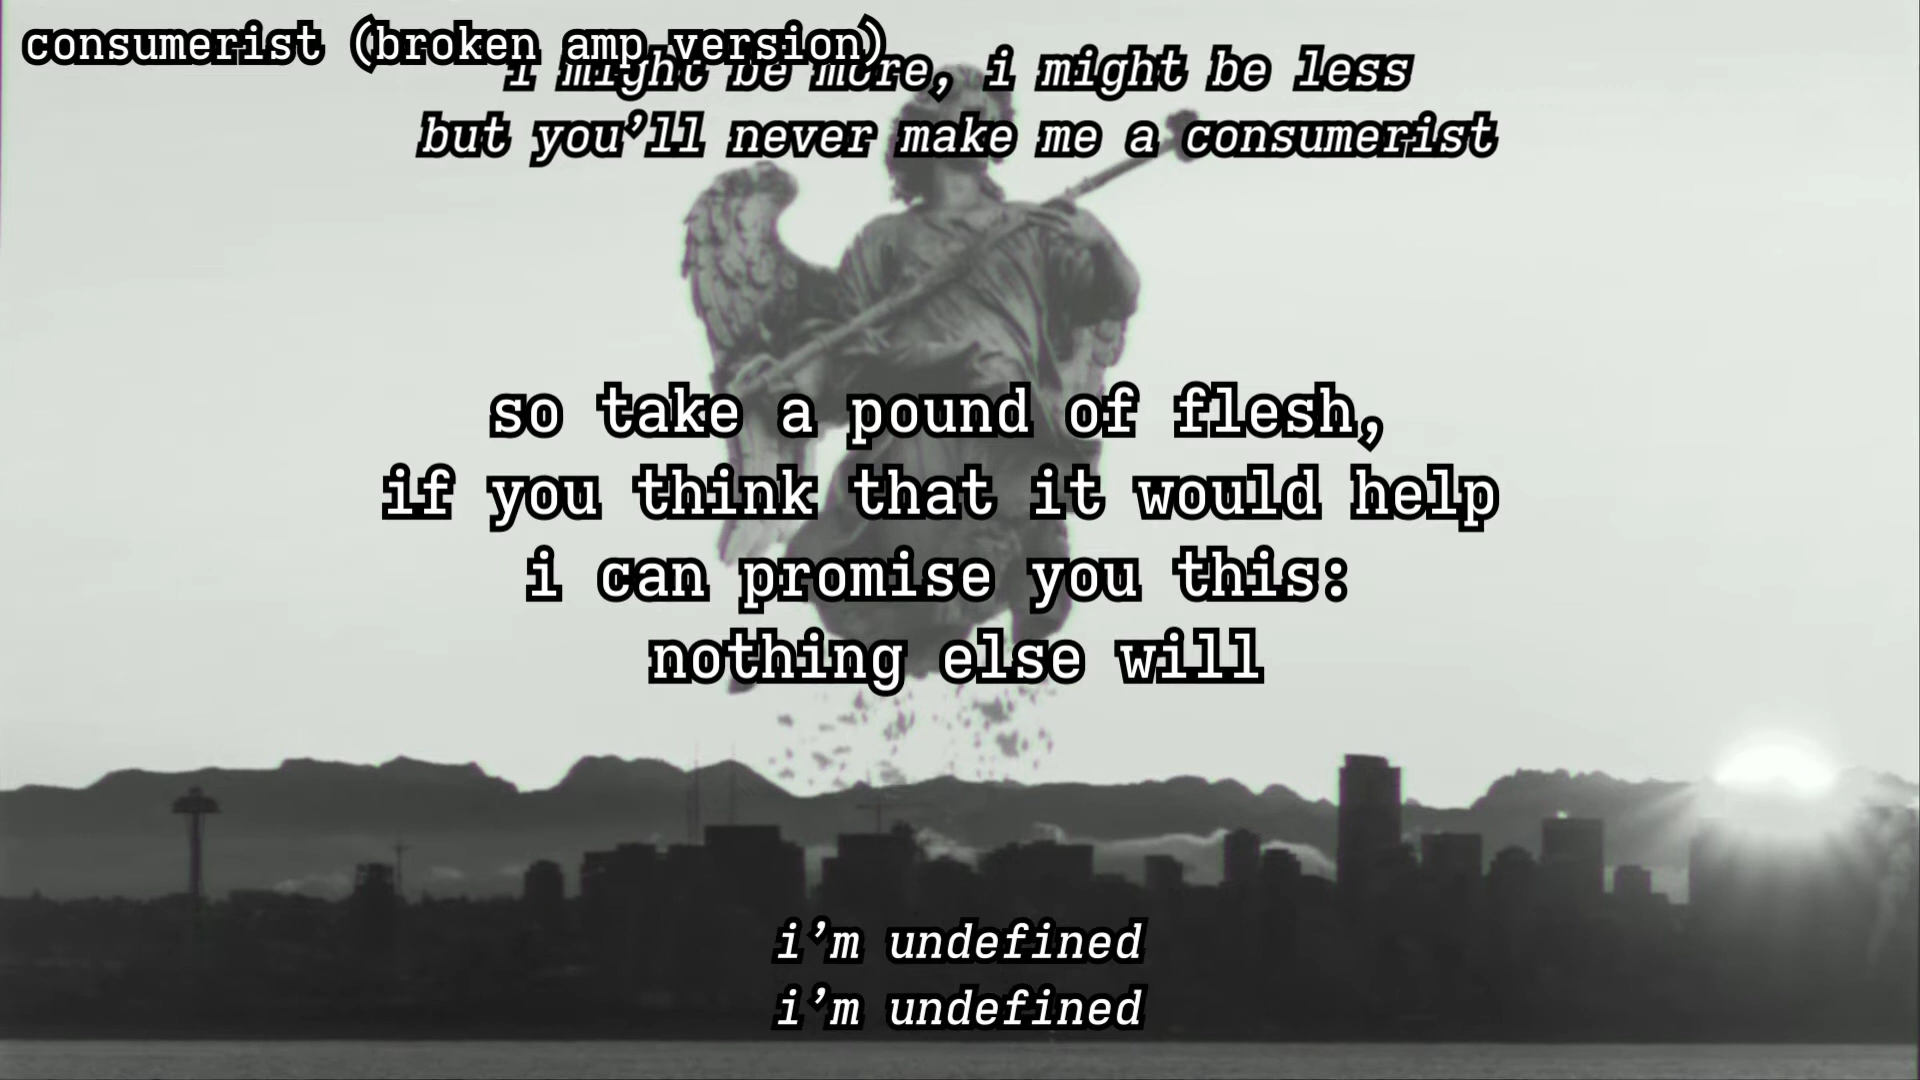 consumerist (broken amp version)
i might be more, i might be less
but you’ll never make me a consumerist
so take a pound of flesh,
if you think that it would help
i can promise you this:
nothing else will
i’m undefined
i’m undefined